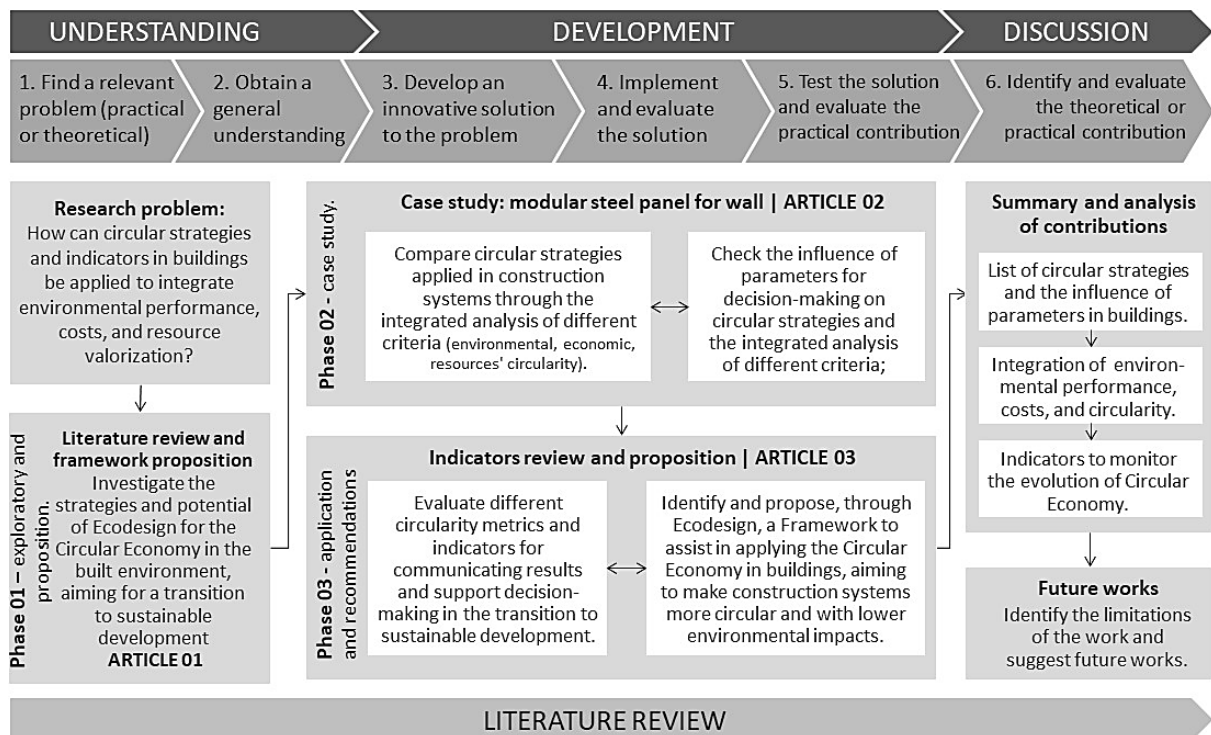 UNDERSTANDING
DEVELOPMENT
DISCUSSION
1. Find a relevant
problem (practical
or theoretical)
2. Obtain a
general
understanding
3. Develop an
innovative solution
to the problem
4. Implement
and evaluate
the solution
5. Test the solution
and evaluate the
practical contribution
6. Identify and evaluate
the theoretical or
practical contribution
Research problem:
How can circular strategies
and indicators in buildings
be applied to integrate
environmental performance,
costs, and resource
valorization?
Phase 01 – exploratory and
proposition.
Literature review and
framework proposition
Investigate the
strategies and potential
of Ecodesign for the
Circular Economy in the
built environment,
aiming for a transition
to sustainable
development
ARTICLE 01
Phase 02 - case study.
Case study: modular steel panel for wall | ARTICLE 02
Compare circular strategies
applied in construction
systems through the
integrated analysis of different
criteria (environmental, economic,
resources' circularity).
Check the influence of
parameters for
decision-making on
circular strategies and
the integrated analysis
of different criteria;
Phase 03 - application
and recommendations
Indicators review and proposition | ARTICLE 03
Evaluate different
circularity metrics and
indicators for
communicating results
and support decision-
making in the transition to
sustainable development.
Identify and propose, through
Ecodesign, a Framework to
assist in applying the Circular
Economy in buildings, aiming
to make construction systems
more circular and with lower
environmental impacts.
Summary and analysis
of contributions
List of circular strategies
and the influence of
parameters in buildings.
Integration of environ-
mental performance,
costs, and circularity.
Indicators to monitor
the evolution of Circular
Economy.
Future works
Identify the limitations
of the work and
suggest future works.
LITERATURE REVIEW